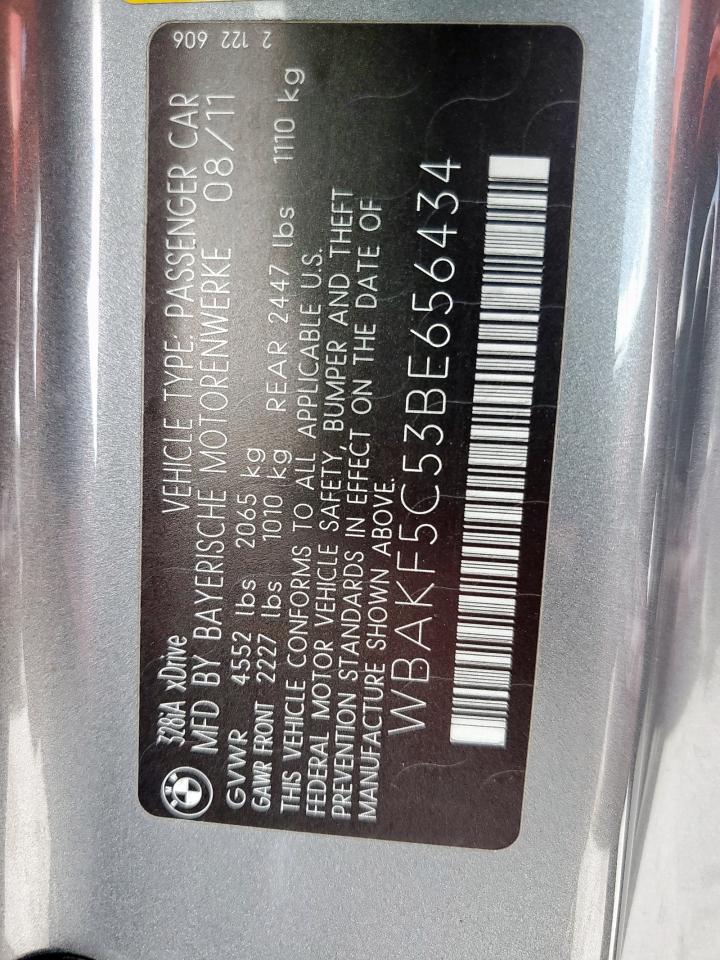 2 122 606
328iA xDrive VEHICLE TYPE: PASSENGER CAR
MFD BY BAYERISCHE MOTORENWERKE 08/11
GVWR 4552 lbs 2065 kg
GAWR FRONT 2227 lbs 1010 kg REAR 2447 lbs 1110 kg
THIS VEHICLE CONFORMS TO ALL APPLICABLE U.S.
FEDERAL MOTOR VEHICLE SAFETY, BUMPER AND THEFT
PREVENTION STANDARDS IN EFFECT ON THE DATE OF
MANUFACTURE SHOWN ABOVE.
WBAKF5C53BE656434